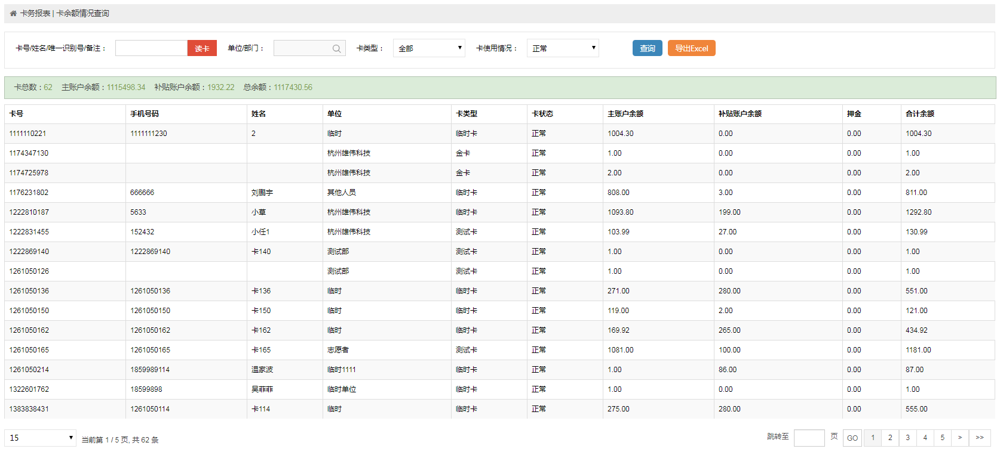 卡务报表 | 卡余额情况查询
卡号/姓名/唯一识别号/备注： 读卡 单位/部门： 卡类型： 全部 卡使用情况： 正常 查询 导出Excel
卡总数：62 主账户余额：1115498.34 补贴账户余额：1932.22 总余额：1117430.56
卡号 手机号码 姓名 单位 卡类型 卡状态 主账户余额 补贴账户余额 押金 合计余额
1111110221 1111111230 2 临时 临时卡 正常 1004.30 0.00 0.00 1004.30
1174347130 杭州雄伟科技 金卡 正常 1.00 0.00 0.00 1.00
1174725978 杭州雄伟科技 金卡 正常 2.00 0.00 0.00 2.00
1176231802 666666 刘鹏宇 其他人员 临时卡 正常 808.00 3.00 0.00 811.00
1222810187 5633 小草 杭州雄伟科技 临时卡 正常 1093.80 199.00 0.00 1292.80
1222831455 152432 小任1 杭州雄伟科技 测试卡 正常 103.99 27.00 0.00 130.99
1222869140 1222869140 卡140 测试部 测试卡 正常 1.00 0.00 0.00 1.00
1261050126 测试部 测试卡 正常 1.00 0.00 0.00 1.00
1261050136 1261050136 卡136 临时 临时卡 正常 271.00 280.00 0.00 551.00
1261050150 1261050150 卡150 临时 临时卡 正常 119.00 2.00 0.00 121.00
1261050162 1261050162 卡162 临时 临时卡 正常 169.92 265.00 0.00 434.92
1261050165 1261050165 卡165 志愿者 测试卡 正常 1081.00 100.00 0.00 1181.00
1261050214 1859989114 温家波 临时1111 临时卡 正常 1.00 86.00 0.00 87.00
1322601762 18599898 吴菲菲 临时单位 临时卡 正常 1.00 0.00 0.00 1.00
1383838431 1261050114 卡114 临时 临时卡 正常 275.00 280.00 0.00 555.00
15 当前第 1 / 5 页, 共 62 条 跳转至 页 GO 1 2 3 4 5 > >>